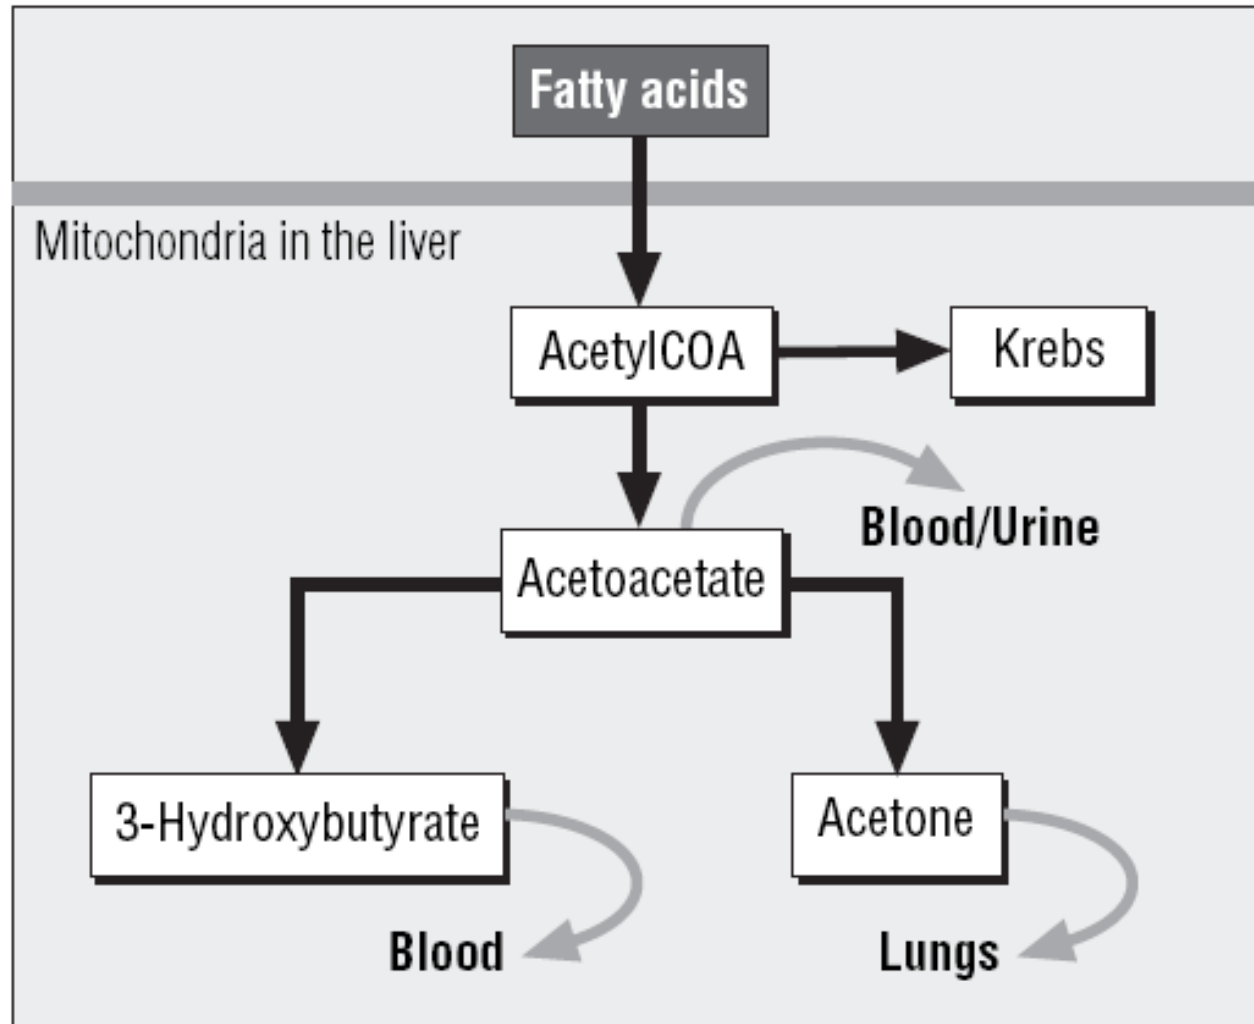 Fatty acids
Mitochondria in the liver
AcetylCOA
Krebs
Blood/Urine
Acetoacetate
3-Hydroxybutyrate
Acetone
Blood
Lungs